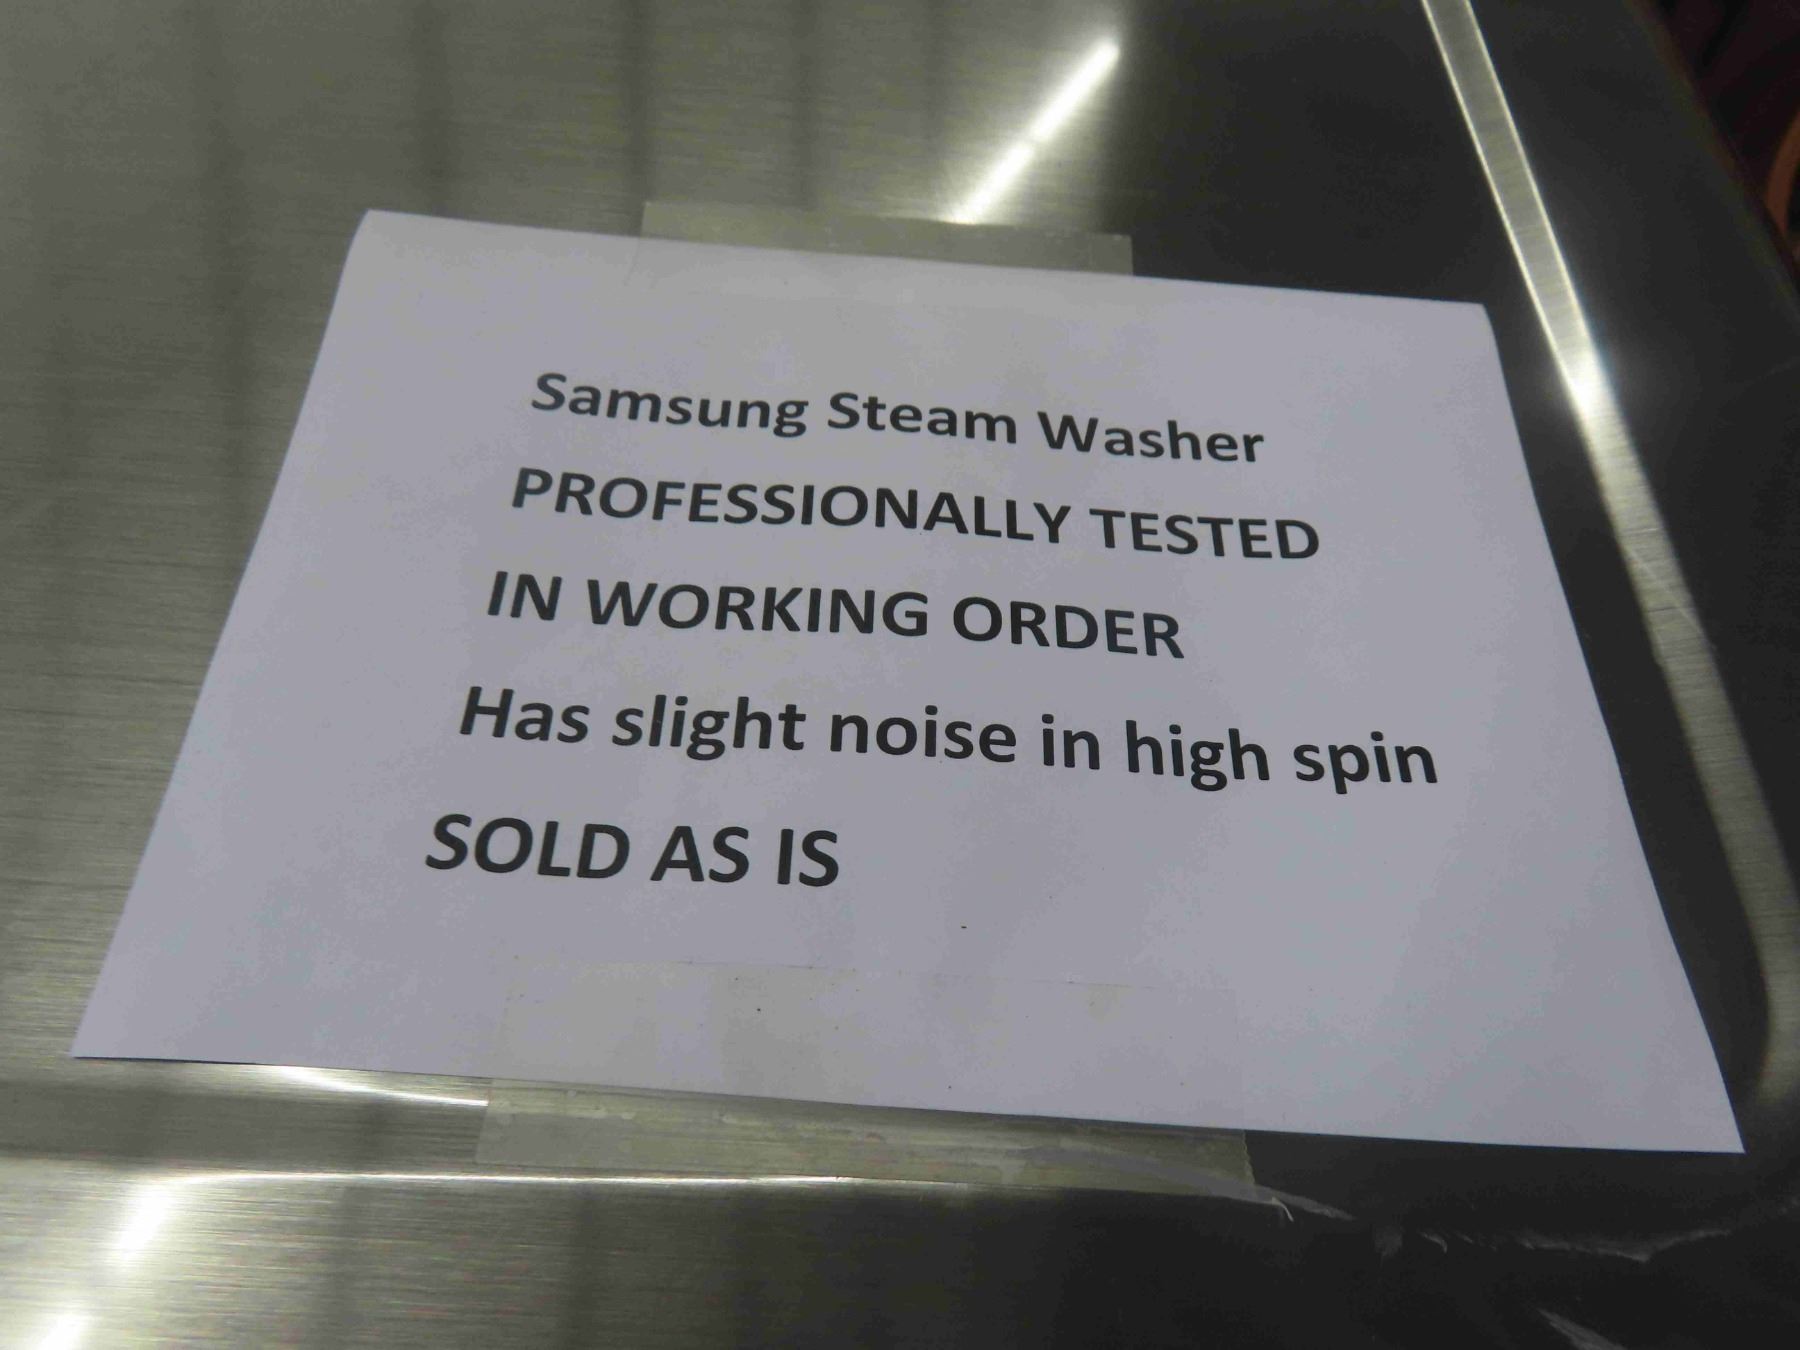 Samsung Steam Washer
PROFESSIONALLY TESTED
IN WORKING ORDER
Has slight noise in high spin
SOLD AS IS